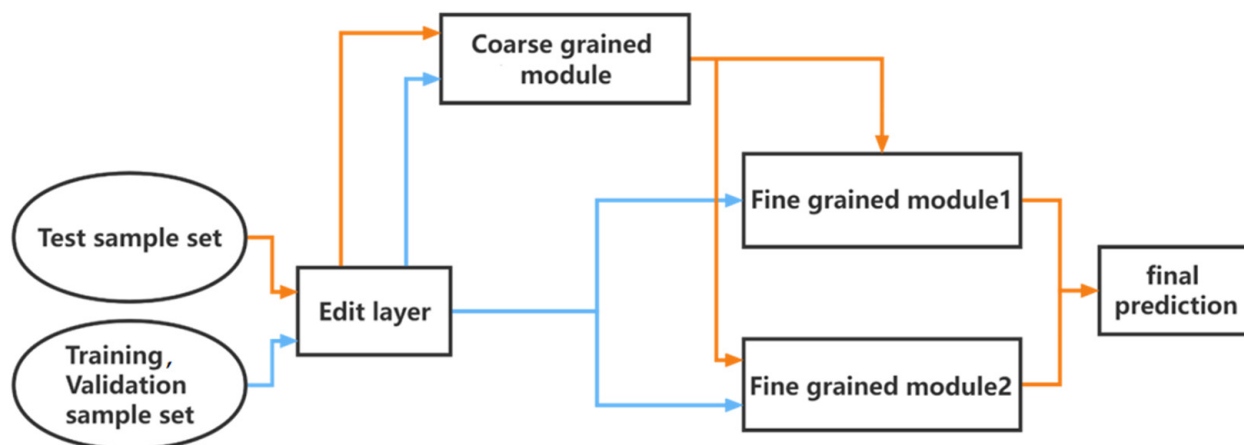 Coarse grained
module
Fine grained module1
Test sample set
final
prediction
Edit layer
Training,
Validation
sample set
Fine grained module2